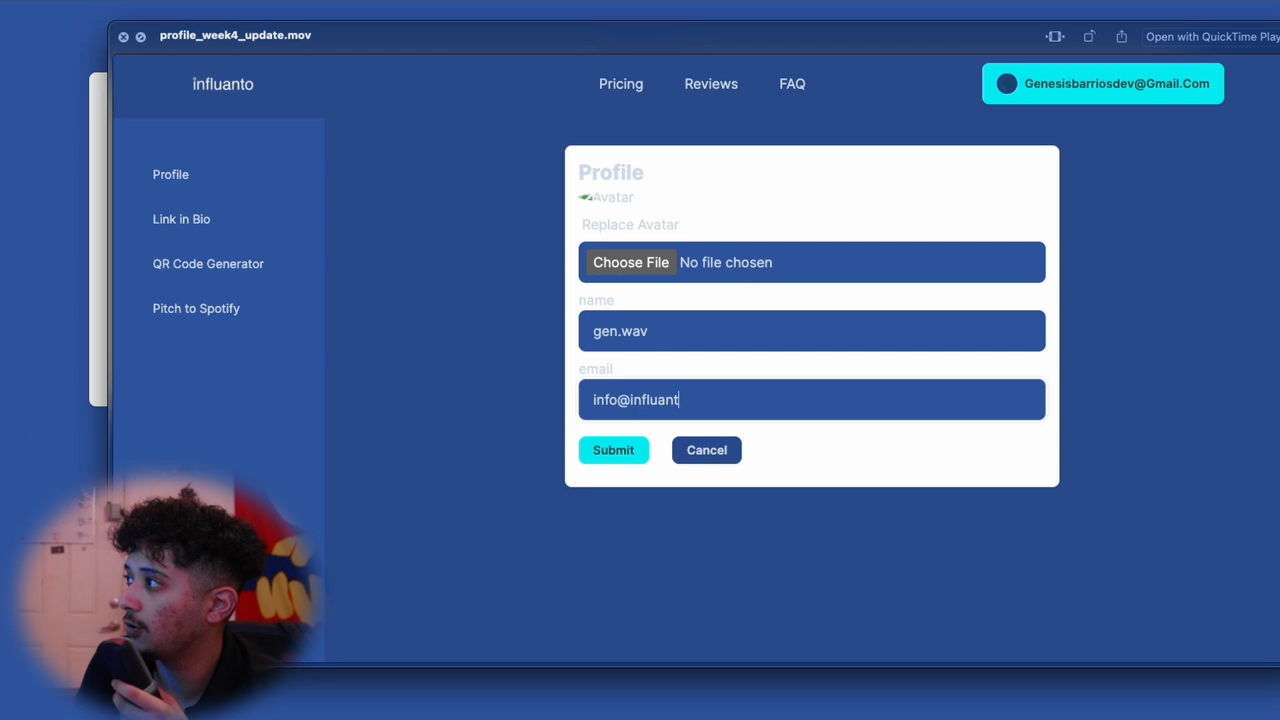 profile_week4_update.mov
Open with QuickTime Play
influanto
Pricing
Reviews
FAQ
Genesisbarriosdev@Gmail.Com
Profile
Link in Bio
QR Code Generator
Pitch to Spotify
Profile
Avatar
Replace Avatar
Choose File No file chosen
name
gen.wav
email
info@influant
Submit
Cancel